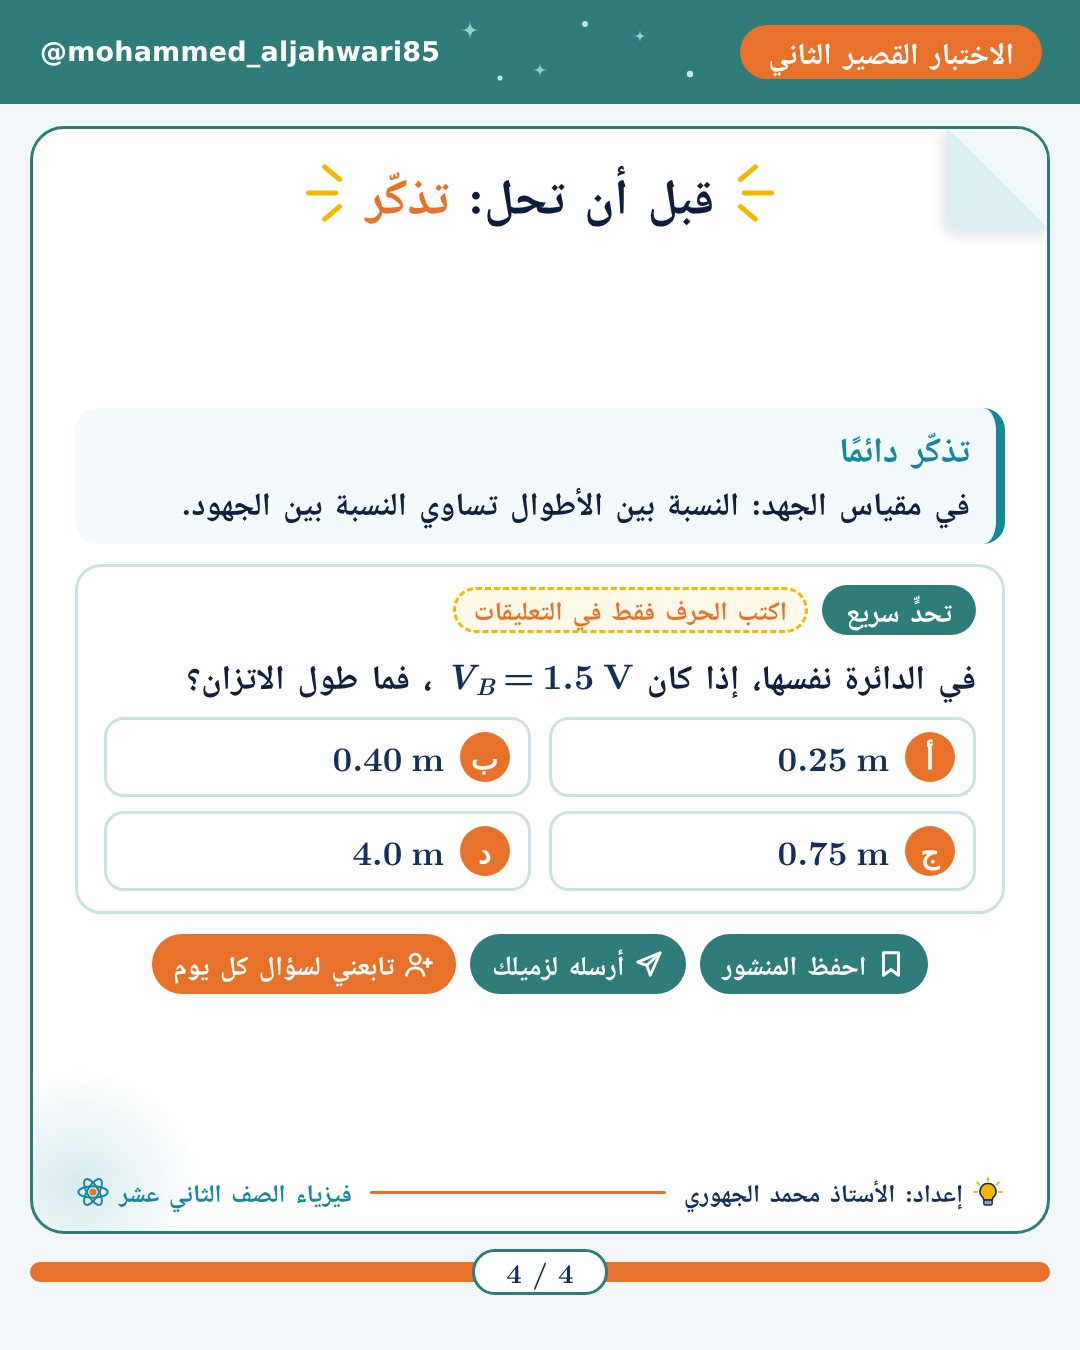 الاختبار القصير الثاني
@mohammed_aljahwari85
قبل أن تحل: تذكّر
تذكّر دائمًا
في مقياس الجهد: النسبة بين الأطوال تساوي النسبة بين الجهود.
تحدٍّ سريع
اكتب الحرف فقط في التعليقات
في الدائرة نفسها، إذا كان V_B = 1.5 V ، فما طول الاتزان؟
أ 0.25 m
ب 0.40 m
ج 0.75 m
د 4.0 m
احفظ المنشور
أرسله لزميلك
تابعني لسؤال كل يوم
إعداد: الأستاذ محمد الجهوري
فيزياء الصف الثاني عشر
4 / 4